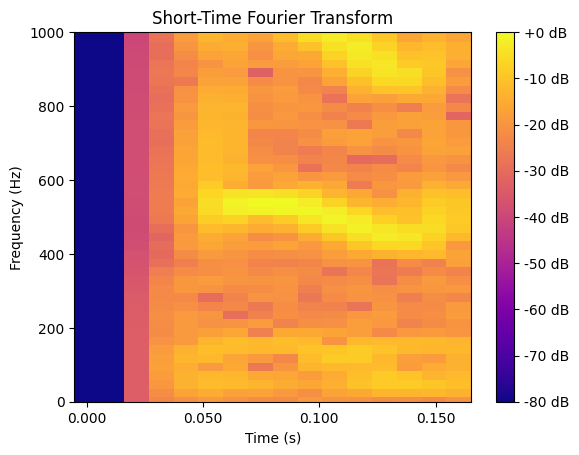 Short-Time Fourier Transform
Frequency (Hz)
1000
800
600
400
200
0
0.000
0.050
0.100
0.150
Time (s)
+0 dB
-10 dB
-20 dB
-30 dB
-40 dB
-50 dB
-60 dB
-70 dB
-80 dB